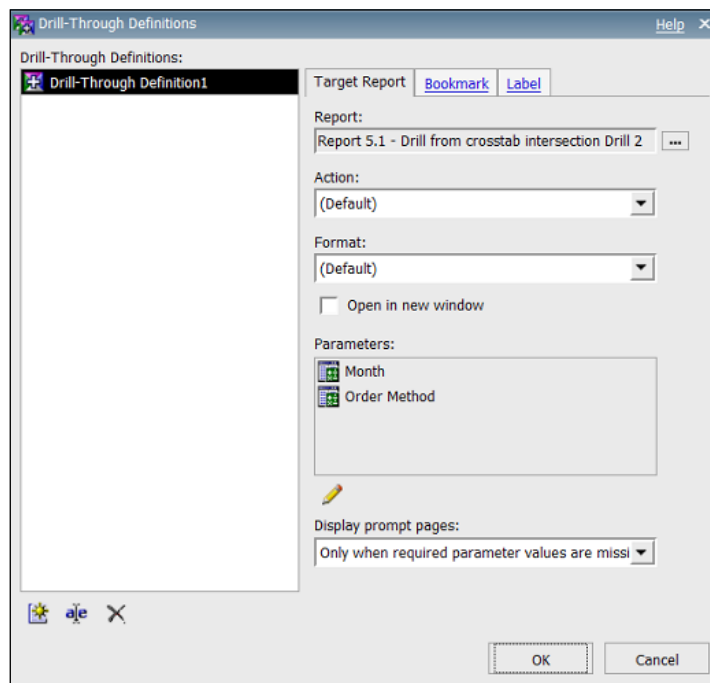 Drill-Through Definitions
Help
Drill-Through Definitions:
Drill-Through Definition1
Target Report
Bookmark
Label
Report:
Report 5.1 - Drill from crosstab intersection Drill 2
...
Action:
(Default)
Format:
(Default)
Open in new window
Parameters:
Month
Order Method
Display prompt pages:
Only when required parameter values are missi
OK
Cancel